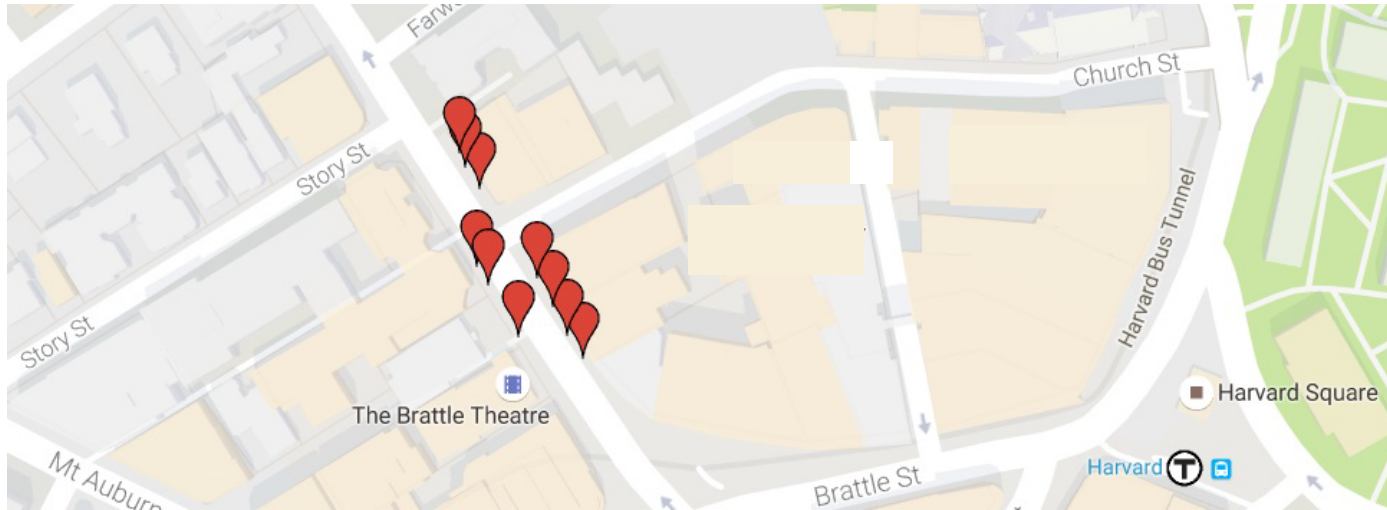 Farw
Church St
Story St
Harvard Bus Tunnel
Story St
The Brattle Theatre
Harvard Square
Mt Auburn
Harvard T
Brattle St